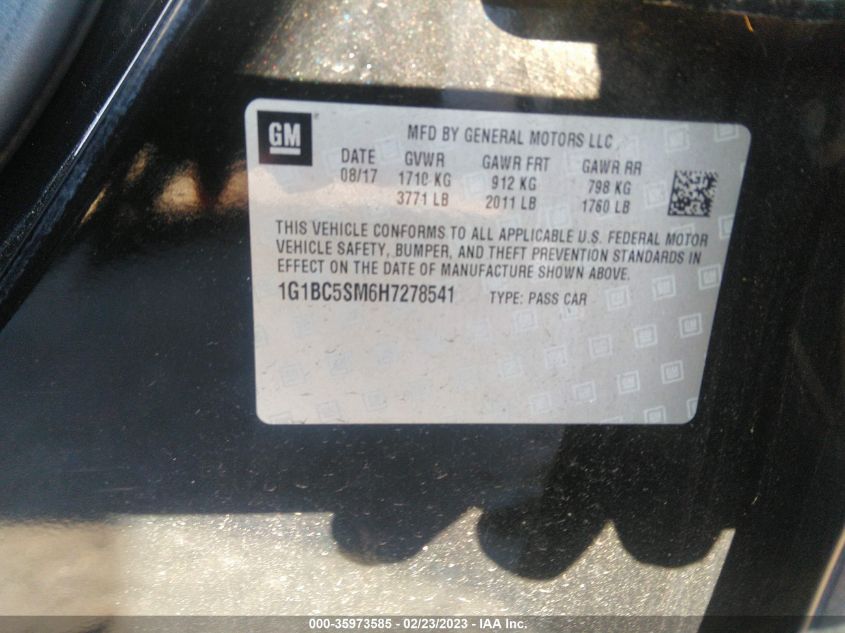 GM
MFD BY GENERAL MOTORS LLC
DATE GVWR GAWR FRT GAWR RR
08/17 1710 KG 912 KG 798 KG
3771 LB 2011 LB 1760 LB
THIS VEHICLE CONFORMS TO ALL APPLICABLE U.S. FEDERAL MOTOR
VEHICLE SAFETY, BUMPER, AND THEFT PREVENTION STANDARDS IN
EFFECT ON THE DATE OF MANUFACTURE SHOWN ABOVE.
1G1BC5SM6H7278541 TYPE: PASS CAR
000-35973585 - 02/23/2023 - IAA Inc.